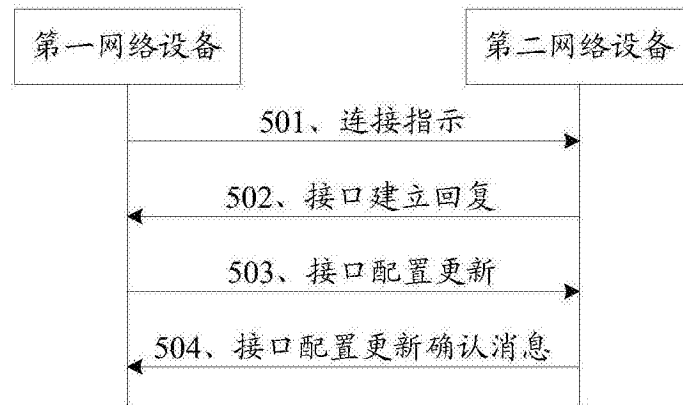 第一网络设备
第二网络设备
501、连接指示
502、接口建立回复
503、接口配置更新
504、接口配置更新确认消息